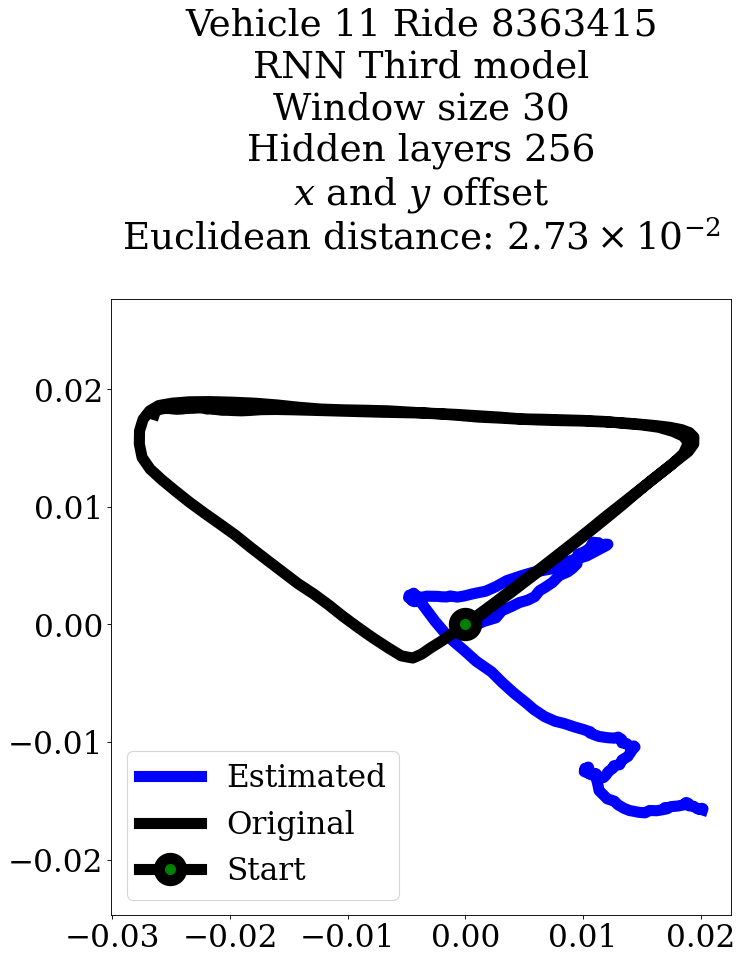 Vehicle 11 Ride 8363415
RNN Third model
Window size 30
Hidden layers 256
x and y offset
Euclidean distance: 2.73 × 10⁻²
0.02
0.01
0.00
−0.01
−0.02
Estimated
Original
Start
−0.03 −0.02 −0.01 0.00 0.01 0.02